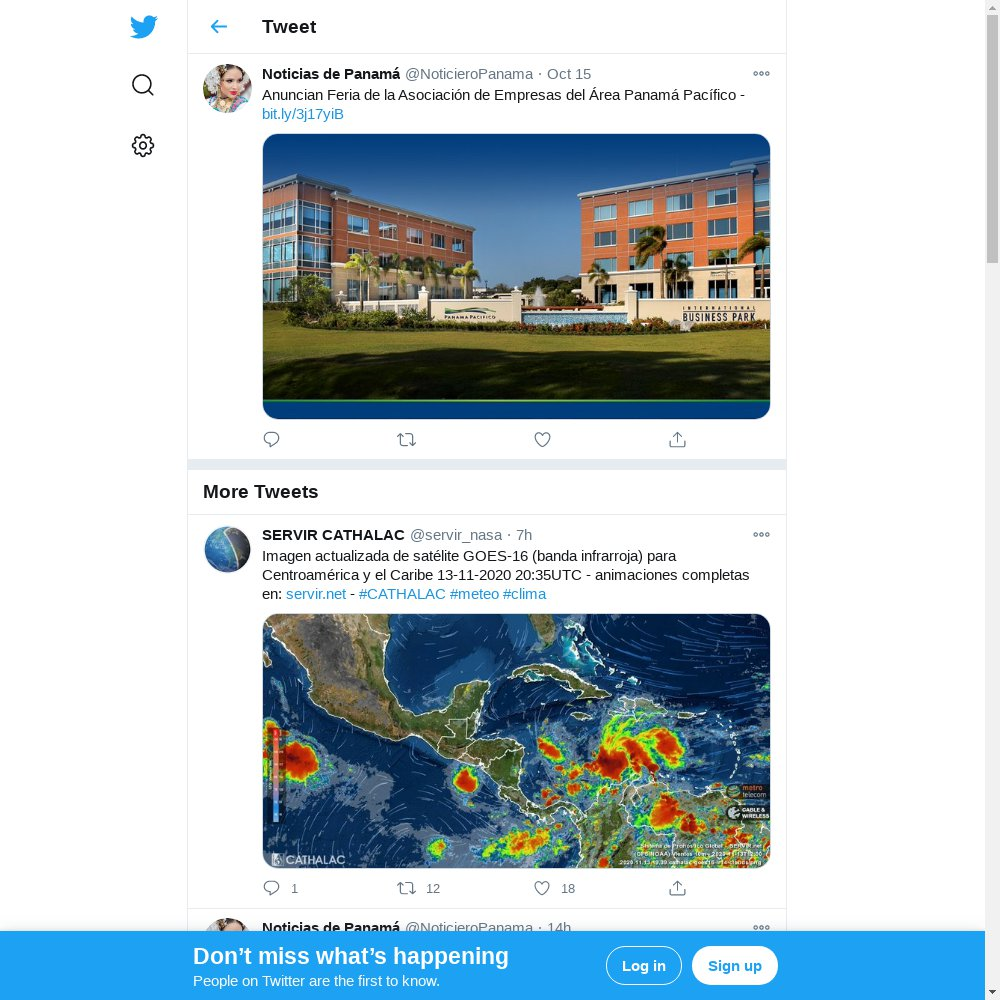 Tweet
Noticias de Panamá @NoticieroPanama · Oct 15
Anuncian Feria de la Asociación de Empresas del Área Panamá Pacífico -
bit.ly/3j17yiB
PANAMA PACIFICO
INTERNATIONAL
BUSINESS PARK
More Tweets
SERVIR CATHALAC @servir_nasa · 7h
Imagen actualizada de satélite GOES-16 (banda infrarroja) para
Centroamérica y el Caribe 13-11-2020 20:35UTC - animaciones completas
en: servir.net - #CATHALAC #meteo #clima
metro
telecom
CABLE &
WIRELESS
CATHALAC
1
12
18
Noticias de Panamá @NoticieroPanama · 14h
Don’t miss what’s happening
People on Twitter are the first to know.
Log in
Sign up